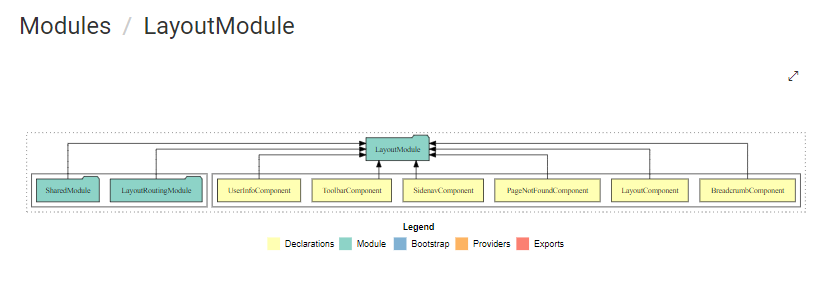 Modules / LayoutModule
LayoutModule
SharedModule LayoutRoutingModule UserInfoComponent ToolbarComponent SidenavComponent PageNotFoundComponent LayoutComponent BreadcrumbComponent
Legend
Declarations Module Bootstrap Providers Exports